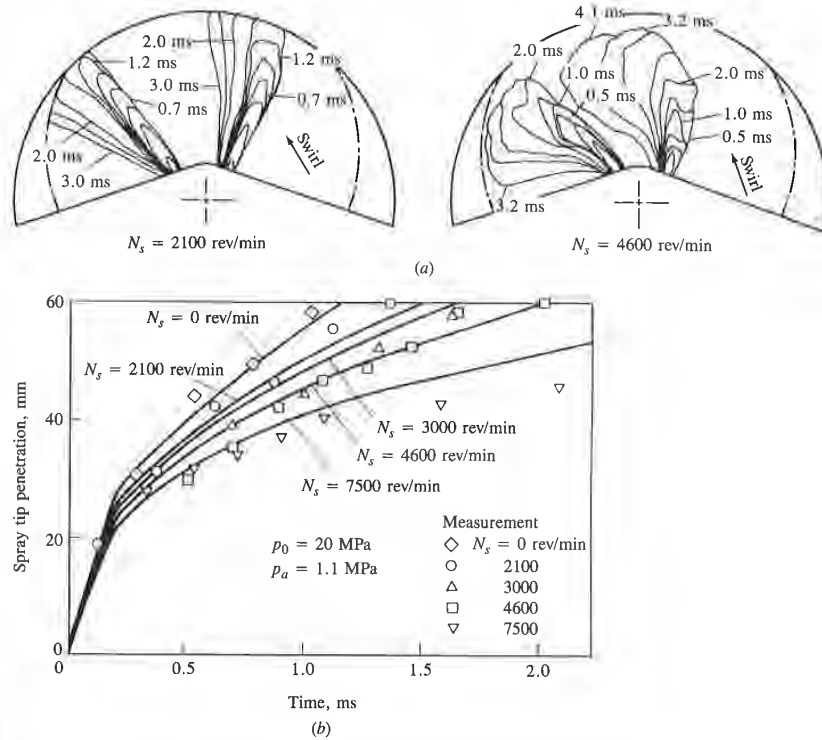 2.0 ms
1.2 ms
3.0 ms
0.7 ms
2.0 ms
3.0 ms
1.2 ms
0.7 ms
Swirl
N_s = 2100 rev/min
4.1 ms
3.2 ms
2.0 ms
1.0 ms
0.5 ms
2.0 ms
1.0 ms
0.5 ms
Swirl
3.2 ms
N_s = 4600 rev/min
(a)
60
40
20
0
Spray tip penetration, mm
N_s = 0 rev/min
N_s = 2100 rev/min
N_s = 3000 rev/min
N_s = 4600 rev/min
N_s = 7500 rev/min
p_0 = 20 MPa
p_a = 1.1 MPa
Measurement
◇ N_s = 0 rev/min
○ 2100
△ 3000
□ 4600
▽ 7500
0 0.5 1.0 1.5 2.0
Time, ms
(b)